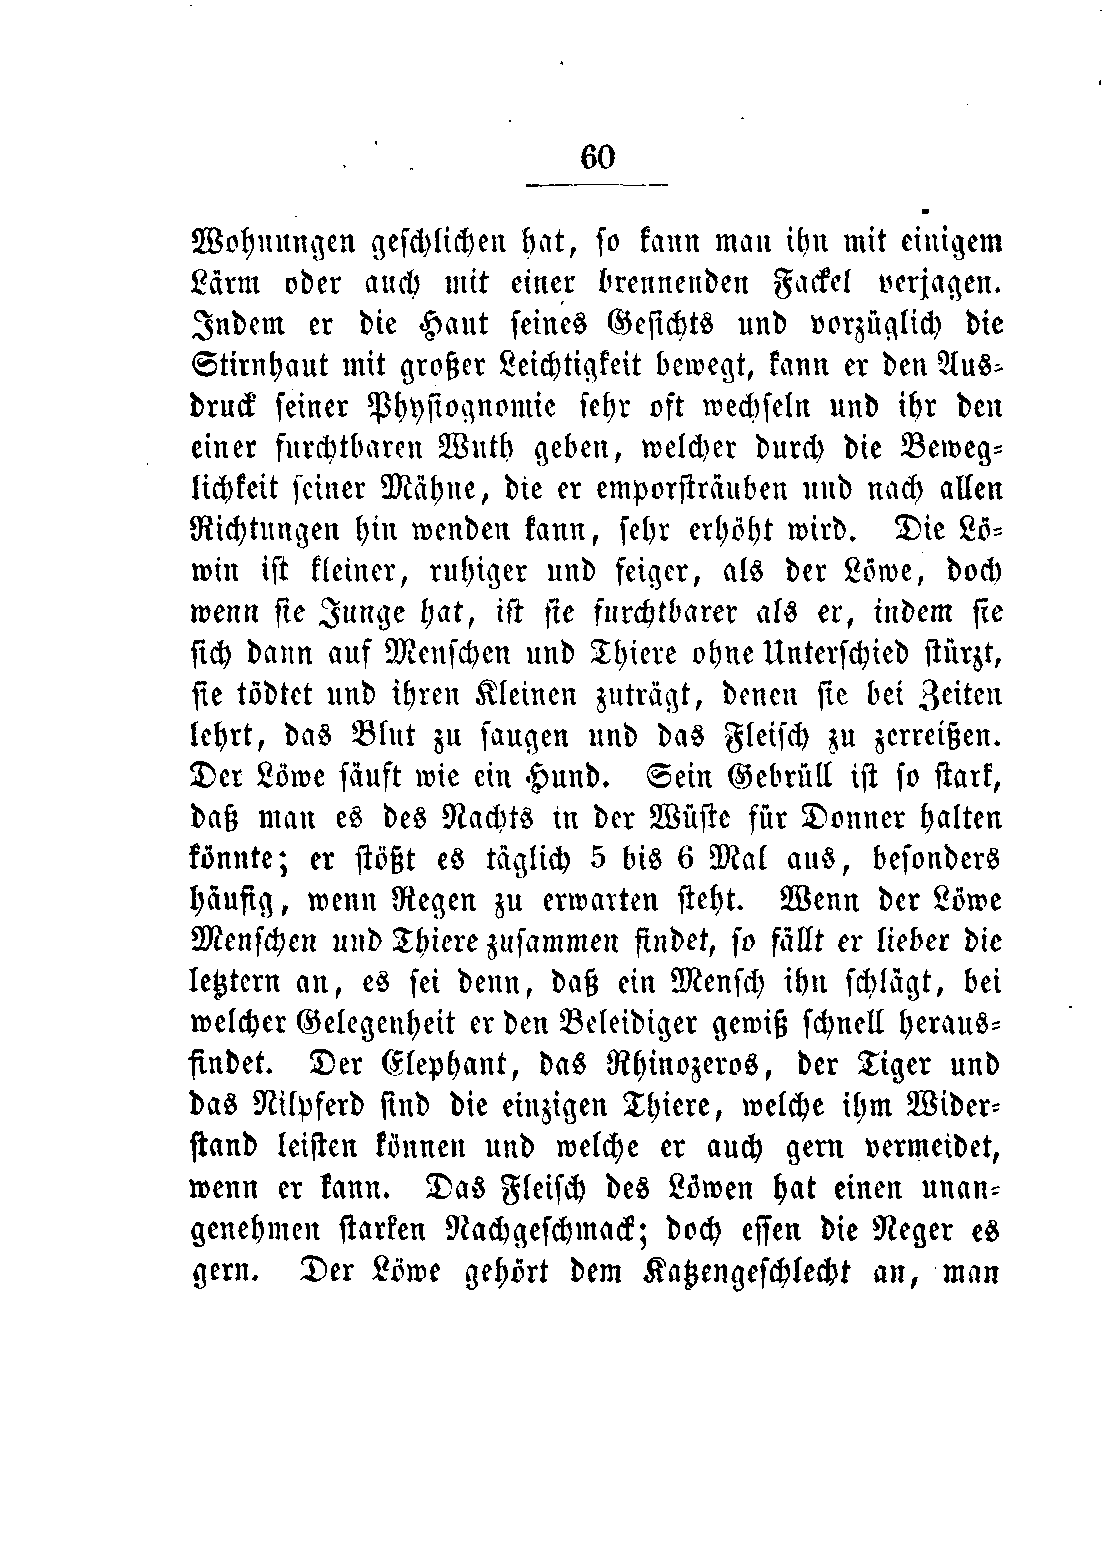 60
Wohnungen geschlichen hat, so kann man ihn mit einigem
Lärm oder auch mit einer brennenden Fackel verjagen.
Indem er die Haut seines Gesichts und vorzüglich die
Stirnhaut mit großer Leichtigkeit bewegt, kann er den Aus-
druck seiner Physiognomie sehr oft wechseln und ihr den
einer furchtbaren Wuth geben, welcher durch die Beweg-
lichkeit seiner Mähne, die er emporsträuben und nach allen
Richtungen hin wenden kann, sehr erhöht wird. Die Lö-
win ist kleiner, ruhiger und feiger, als der Löwe, doch
wenn sie Junge hat, ist sie furchtbarer als er, indem sie
sich dann auf Menschen und Thiere ohne Unterschied stürzt,
sie tödtet und ihren Kleinen zuträgt, denen sie bei Zeiten
lehrt, das Blut zu saugen und das Fleisch zu zerreißen.
Der Löwe säuft wie ein Hund. Sein Gebrüll ist so stark,
daß man es des Nachts in der Wüste für Donner halten
könnte; er stößt es täglich 5 bis 6 Mal aus, besonders
häufig, wenn Regen zu erwarten steht. Wenn der Löwe
Menschen und Thiere zusammen findet, so fällt er lieber die
letztern an, es sei denn, daß ein Mensch ihn schlägt, bei
welcher Gelegenheit er den Beleidiger gewiß schnell heraus-
findet. Der Elephant, das Rhinozeros, der Tiger und
das Nilpferd sind die einzigen Thiere, welche ihm Wider-
stand leisten können und welche er auch gern vermeidet,
wenn er kann. Das Fleisch des Löwen hat einen unan-
genehmen starken Nachgeschmack; doch essen die Neger es
gern. Der Löwe gehört dem Katzengeschlecht an, man